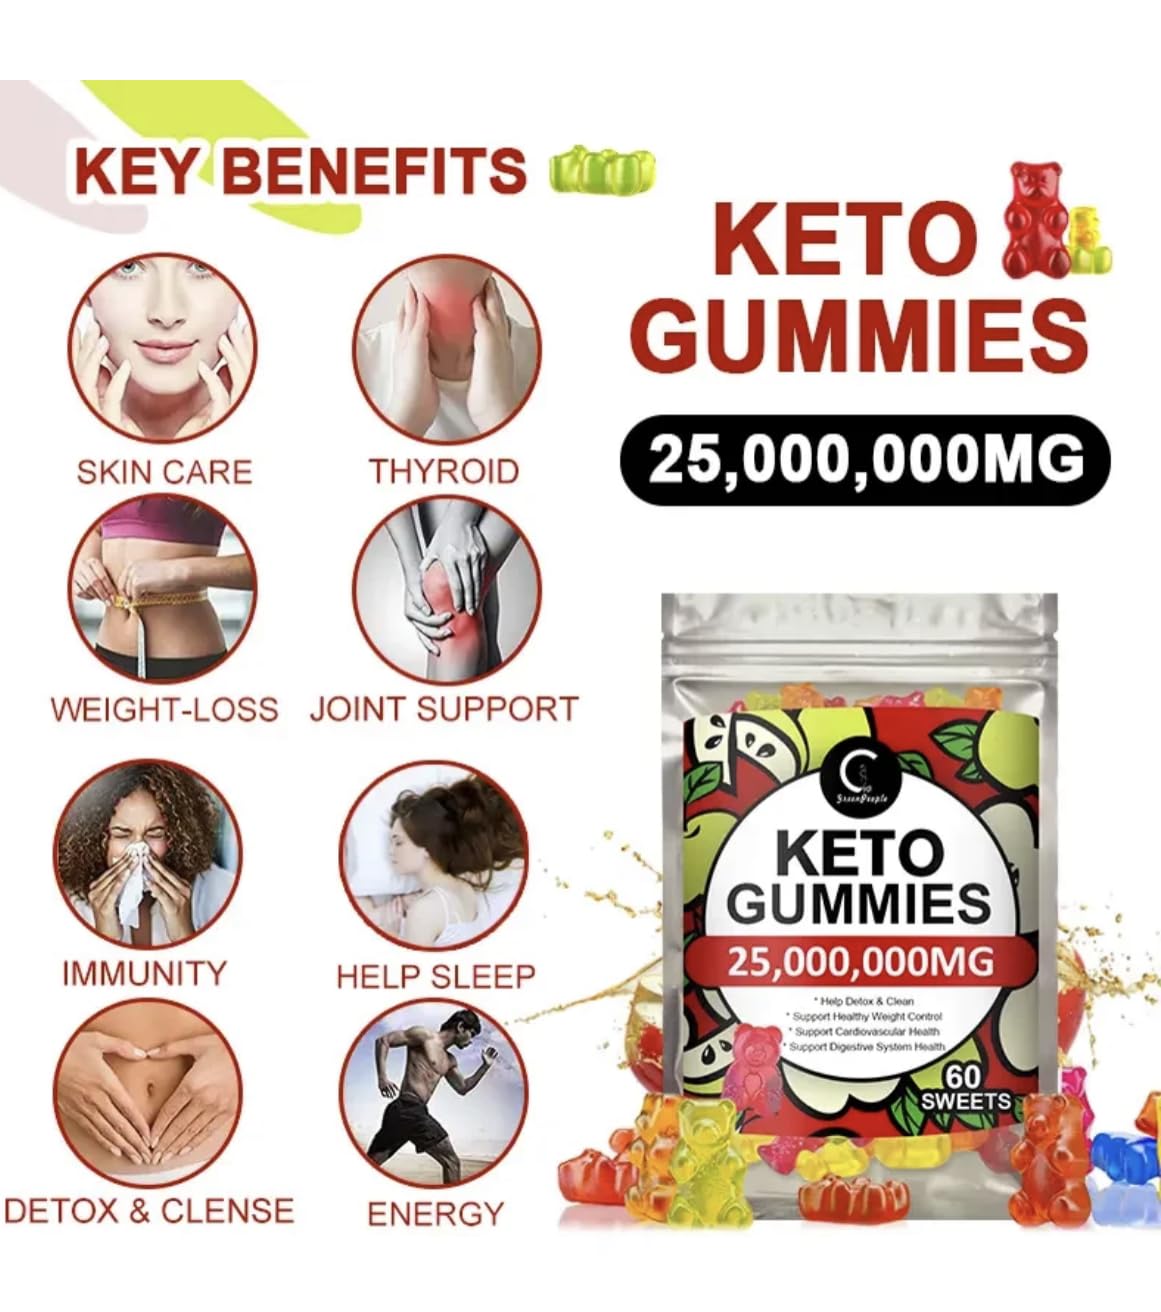 KEY BENEFITS
SKIN CARE
THYROID
WEIGHT-LOSS
JOINT SUPPORT
IMMUNITY
HELP SLEEP
DETOX & CLENSE
ENERGY
KETO
GUMMIES
25,000,000MG
GreenPeople
KETO
GUMMIES
25,000,000MG
* Help Detox & Clean
* Support Healthy Weight Control
* Support Cardiovascular Health
* Support Digestive System Health
60
SWEETS